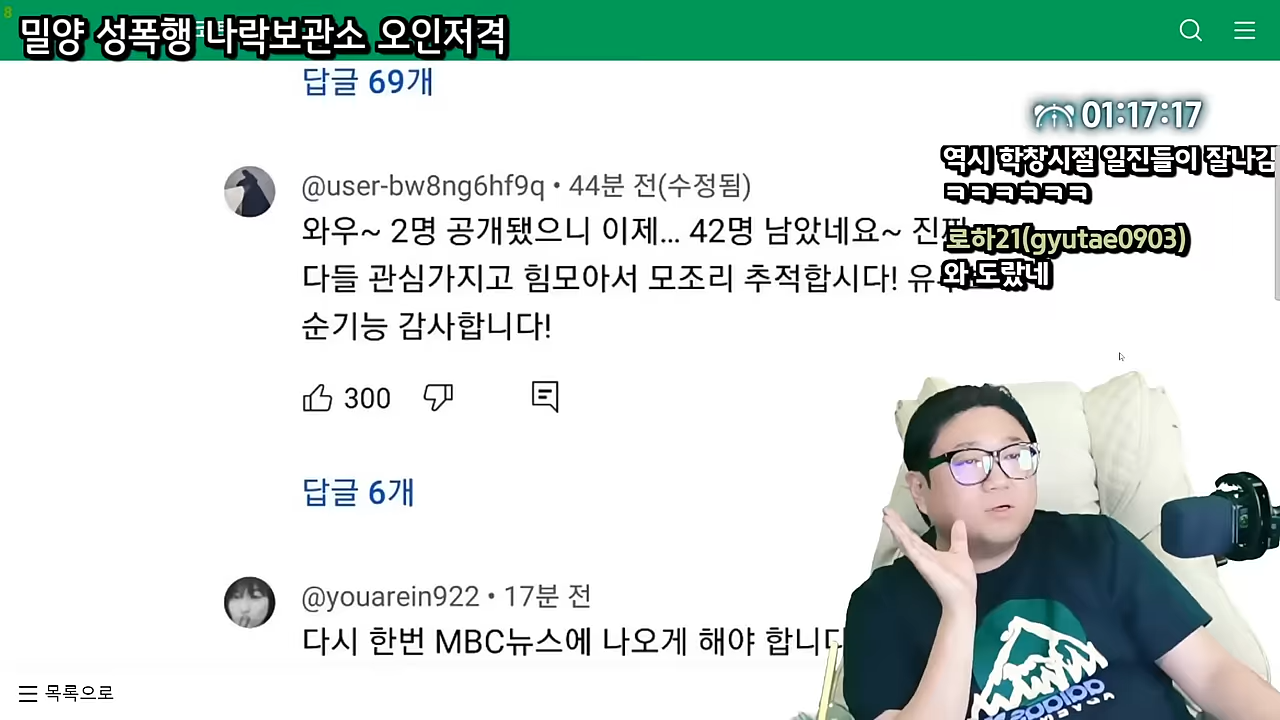 8
밀양 성폭행 나락보관소 오인저격
답글 69개
01:17:17
역시 학창시절 일진들이 잘나감
ㅋㅋㅋㅋㅋㅋ
@user-bw8ng6hf9q • 44분 전(수정됨)
와우~ 2명 공개됐으니 이제... 42명 남았네요~
로하21(gyutae0903)
와 도랐네
다들 관심가지고 힘모아서 모조리 추적합시다!
순기능 감사합니다!
300
답글 6개
@youarein922 • 17분 전
다시 한번 MBC뉴스에 나오게 해야
목록으로